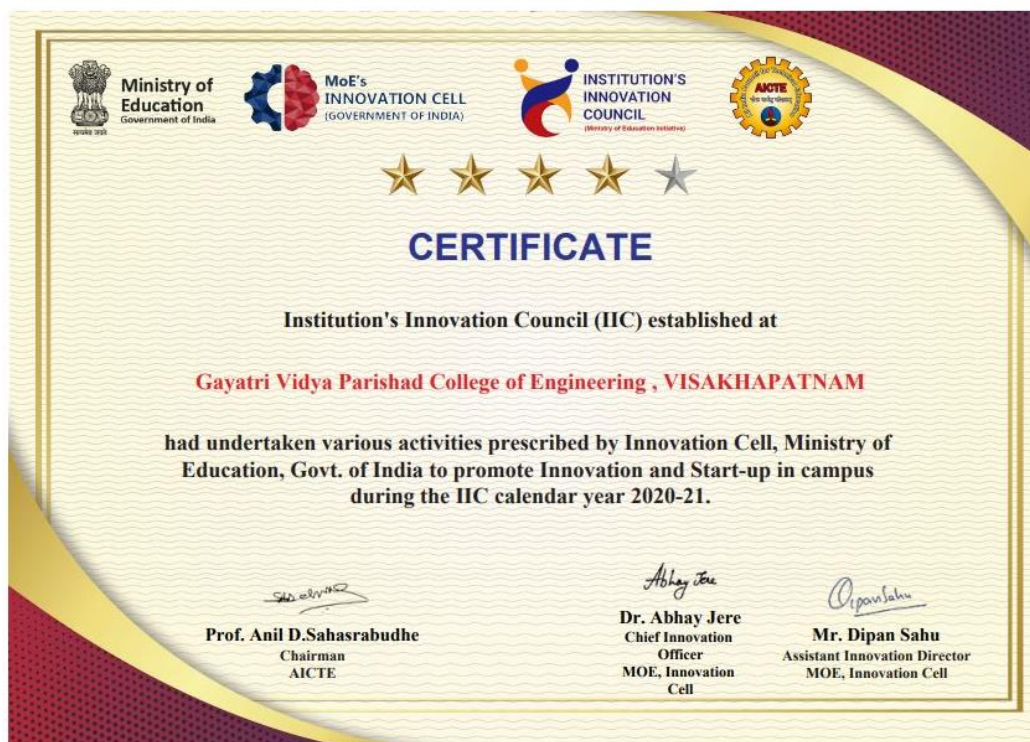 Ministry of
Education
Government of India
सत्यमेव जयते
MoE's
INNOVATION CELL
(GOVERNMENT OF INDIA)
INSTITUTION'S
INNOVATION
COUNCIL
(Ministry of Education Initiative)
AICTE
CERTIFICATE
Institution's Innovation Council (IIC) established at
Gayatri Vidya Parishad College of Engineering , VISAKHAPATNAM
had undertaken various activities prescribed by Innovation Cell, Ministry of
Education, Govt. of India to promote Innovation and Start-up in campus
during the IIC calendar year 2020-21.
Prof. Anil D.Sahasrabudhe
Chairman
AICTE
Abhay Jere
Dr. Abhay Jere
Chief Innovation
Officer
MOE, Innovation
Cell
Dipan Sahu
Mr. Dipan Sahu
Assistant Innovation Director
MOE, Innovation Cell